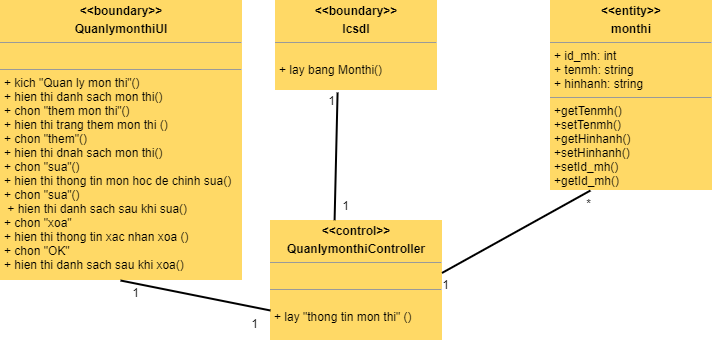 <<boundary>>
QuanlymonthiUI
+ kich "Quan ly mon thi"()
+ hien thi danh sach mon thi()
+ chon "them mon thi"()
+ hien thi trang them mon thi ()
+ chon "them"()
+ hien thi dnah sach mon thi()
+ chon "sua"()
+ hien thi thong tin mon hoc de chinh sua()
+ chon "sua"()
+ hien thi danh sach sau khi sua()
+ chon "xoa"
+ hien thi thong tin xac nhan xoa ()
+ chon "OK"
+ hien thi danh sach sau khi xoa()
<<boundary>>
Icsdl
+ lay bang Monthi()
<<entity>>
monthi
+ id_mh: int
+ tenmh: string
+ hinhanh: string
+getTenmh()
+setTenmh()
+getHinhanh()
+setHinhanh()
+setId_mh()
+getId_mh()
1
1
*
<<control>>
QuanlymonthiController
+ lay "thong tin mon thi" ()
1
1
1